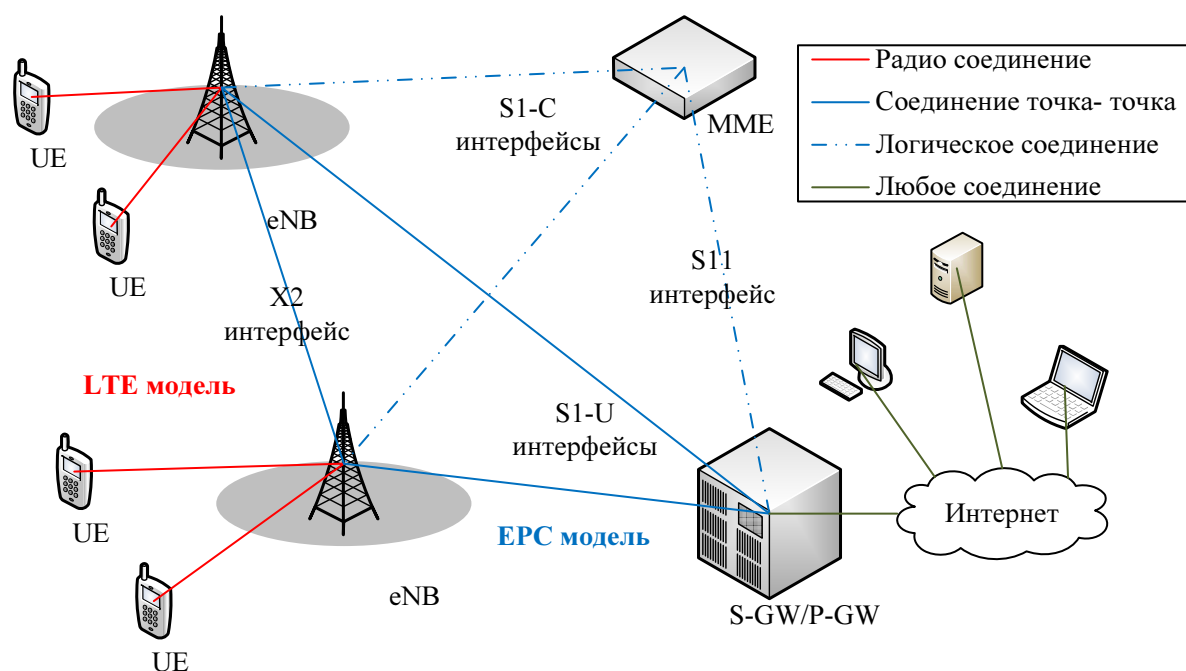 Радио соединение
Соединение точка- точка
Логическое соединение
Любое соединение
S1-C
интерфейсы
MME
UE
UE
eNB
S11
интерфейс
X2
интерфейс
LTE модель
S1-U
интерфейсы
UE
EPC модель
Интернет
eNB
S-GW/P-GW
UE